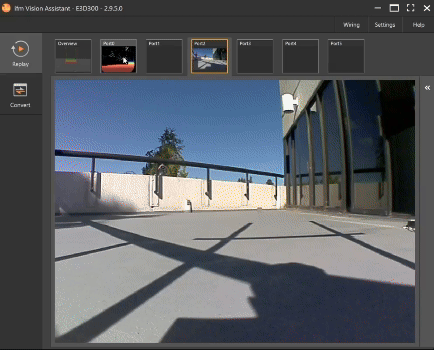 ifm Vision Assistant - E3D300 - 2.9.5.0
Wiring Settings Help
Overview Port0 Port1 Port2 Port3 Port4 Port5
Replay
Convert